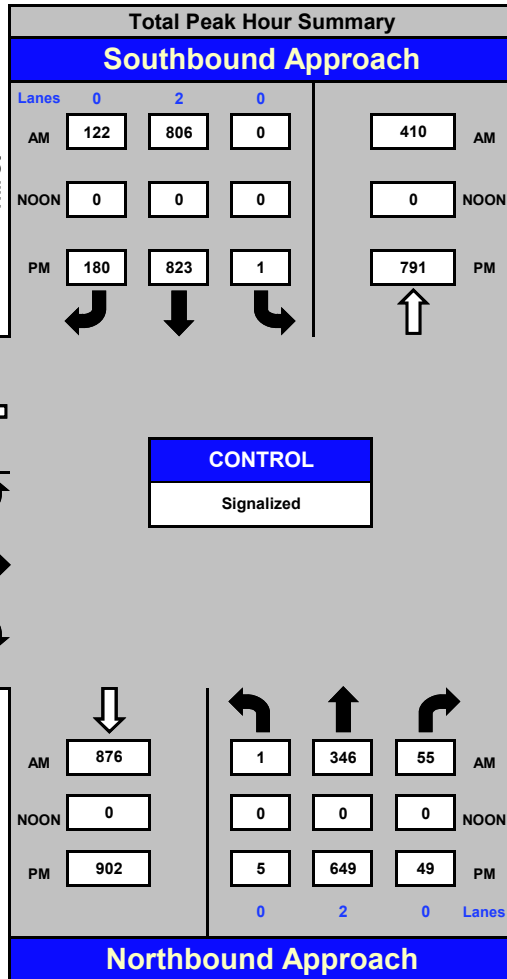 Total Peak Hour Summary
Southbound Approach
Lanes 0 2 0
AM 122 806 0 410 AM
NOON 0 0 0 0 NOON
PM 180 823 1 791 PM
CONTROL
Signalized
AM 876 1 346 55 AM
NOON 0 0 0 0 NOON
PM 902 5 649 49 PM
0 2 0 Lanes
Northbound Approach